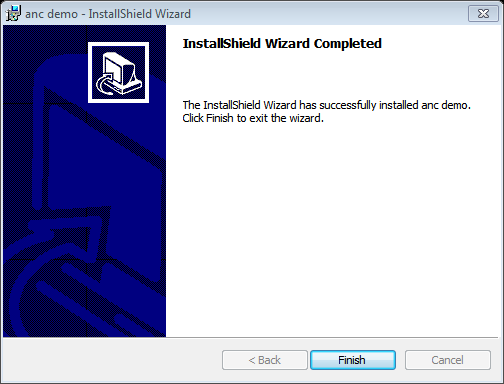 anc demo - InstallShield Wizard
InstallShield Wizard Completed
The InstallShield Wizard has successfully installed anc demo.
Click Finish to exit the wizard.
< Back
Finish
Cancel